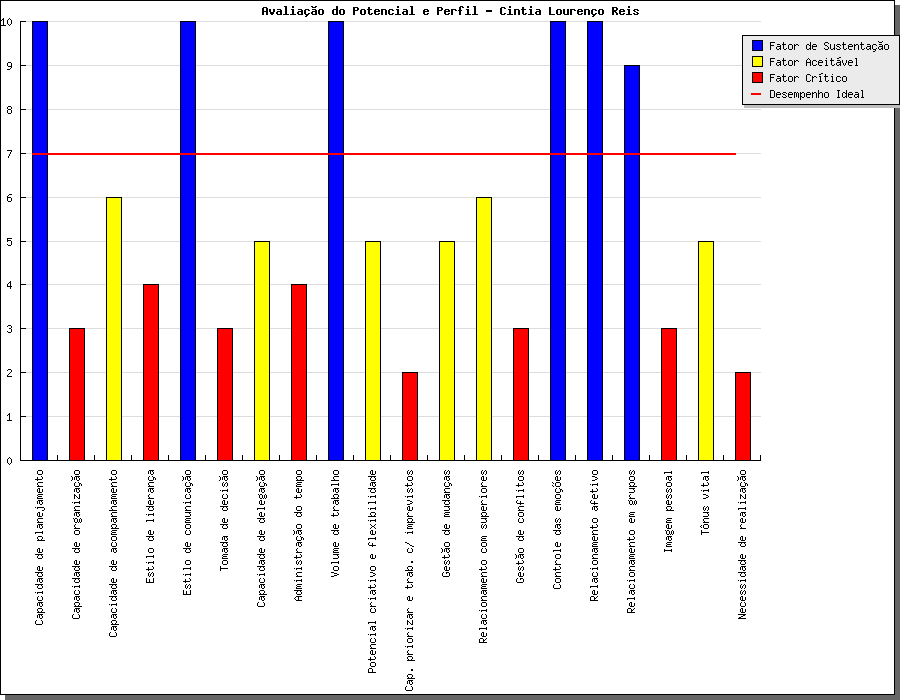 Avaliação do Potencial e Perfil - Cintia Lourenço Reis
Fator de Sustentação
Fator Aceitável
Fator Crítico
Desempenho Ideal
10
9
8
7
6
5
4
3
2
1
0
Capacidade de planejamento
Capacidade de organização
Capacidade de acompanhamento
Estilo de liderança
Estilo de comunicação
Tomada de decisão
Capacidade de delegação
Administração do tempo
Volume de trabalho
Potencial criativo e flexibilidade
Cap. priorizar e trab. c/ imprevistos
Gestão de mudanças
Relacionamento com superiores
Gestão de conflitos
Controle das emoções
Relacionamento afetivo
Relacionamento em grupos
Imagem pessoal
Tônus vital
Necessidade de realização